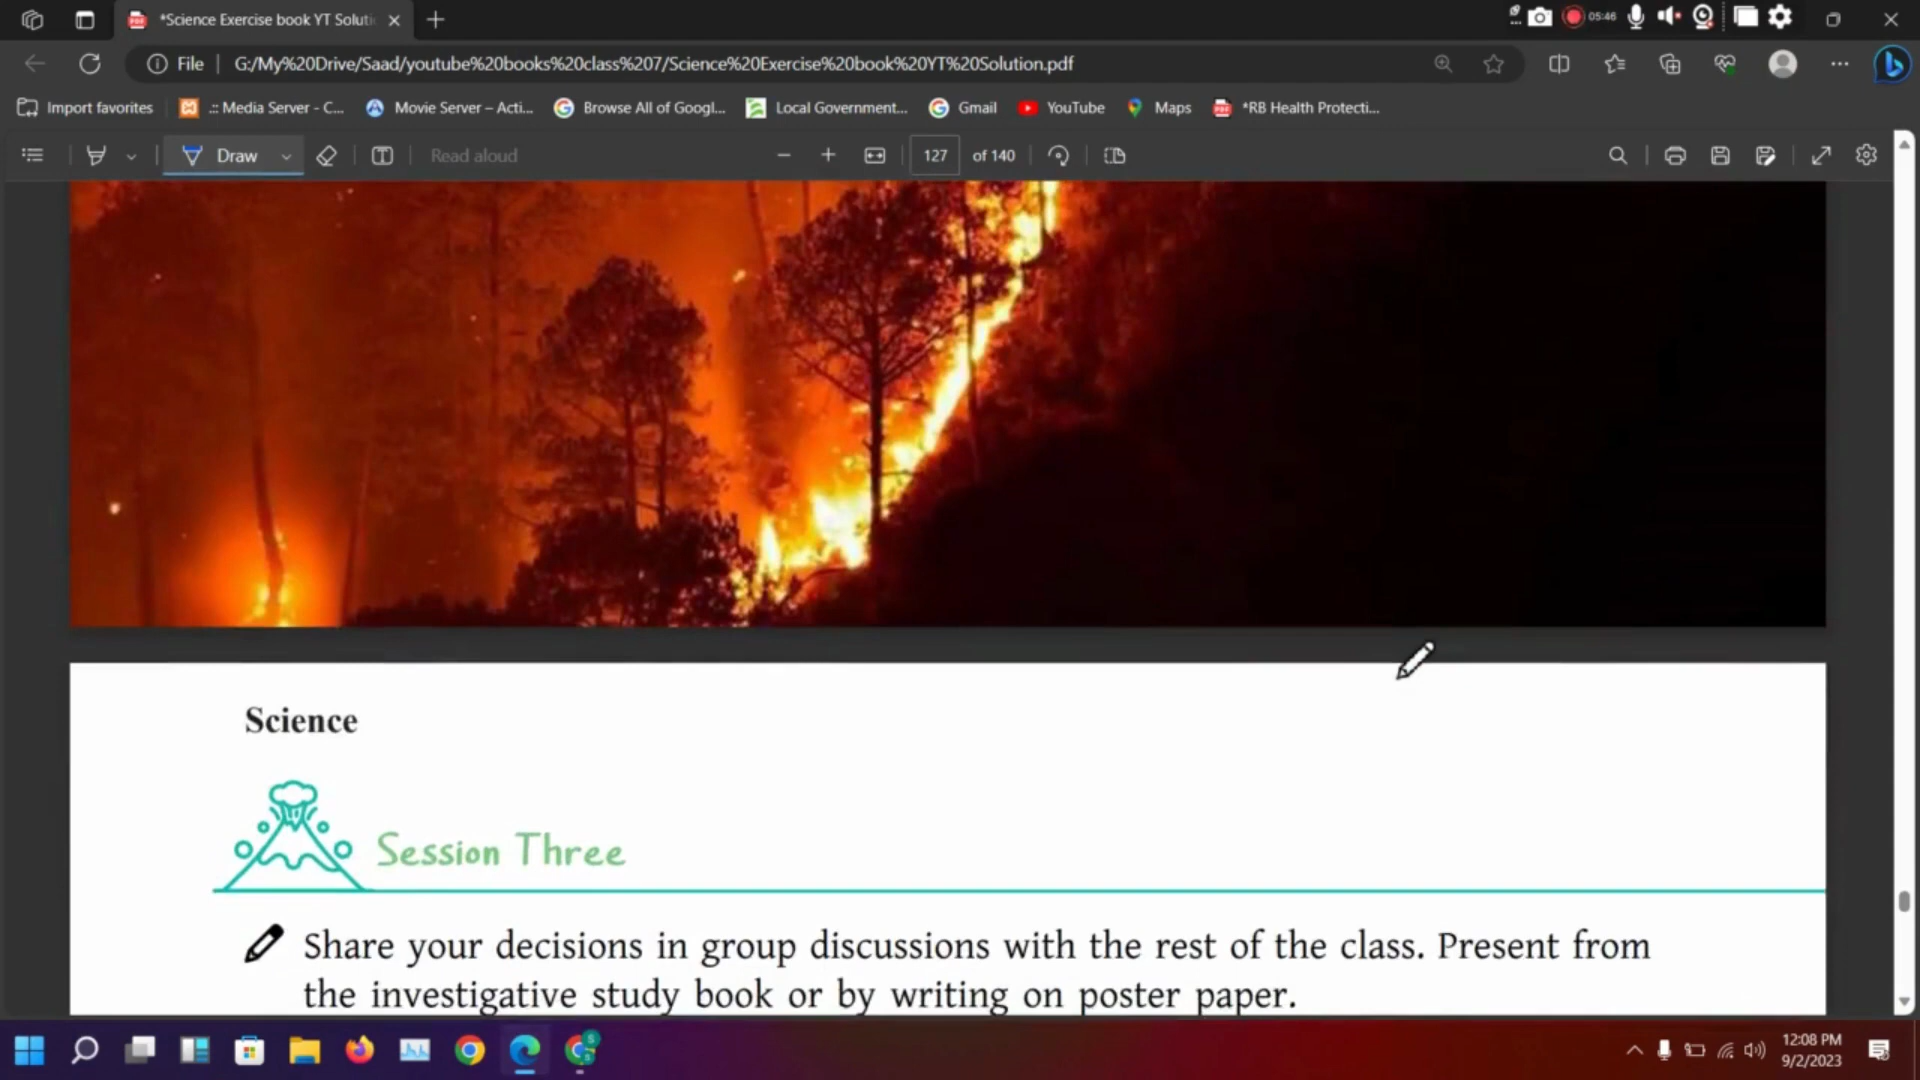 *Science Exercise book YT Soluti
05:46
File
G:/My%20Drive/Saad/youtube%20books%20class%207/Science%20Exercise%20book%20YT%20Solution.pdf
Import favorites
.:: Media Server - C...
Movie Server – Acti...
Browse All of Googl...
Local Government...
Gmail
YouTube
Maps
*RB Health Protecti...
Draw
Read aloud
127 of 140
Science
Session Three
Share your decisions in group discussions with the rest of the class. Present from
the investigative study book or by writing on poster paper.
12:08 PM
9/2/2023